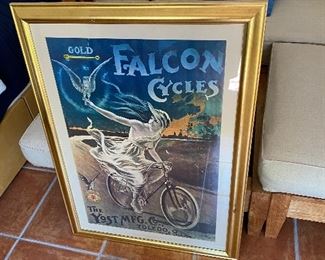 GOLD
FALCON
CYCLES
THE
YOST MFG. Co
TOLEDO, O.